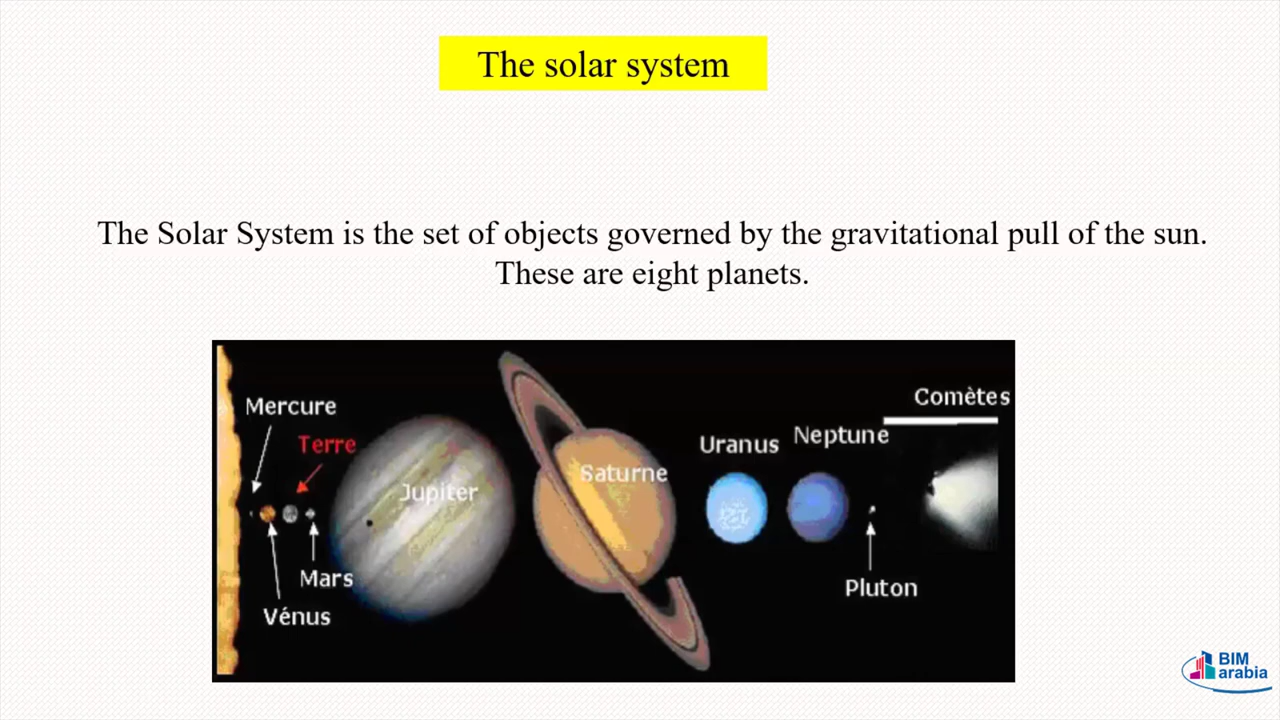 The solar system
The Solar System is the set of objects governed by the gravitational pull of the sun.
These are eight planets.
Comètes
Mercure
Neptune
Terre
Uranus
Saturne
Jupiter
Mars
Pluton
Vénus
BIM
arabia